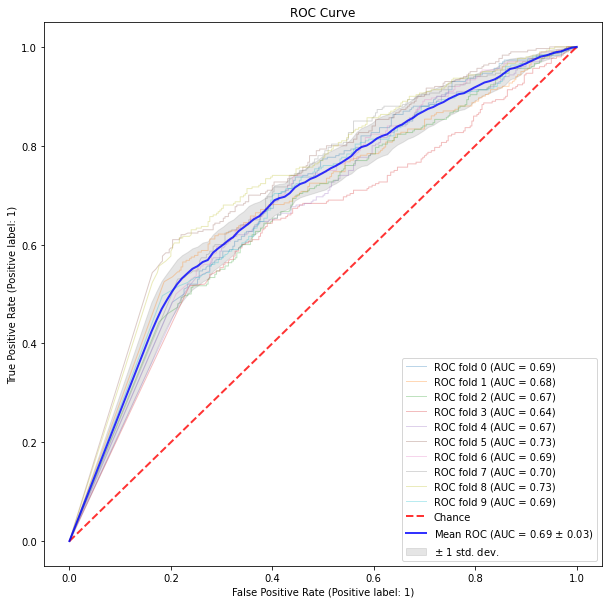 ROC Curve
True Positive Rate (Positive label: 1)
1.0
0.8
0.6
0.4
0.2
0.0
ROC fold 0 (AUC = 0.69)
ROC fold 1 (AUC = 0.68)
ROC fold 2 (AUC = 0.67)
ROC fold 3 (AUC = 0.64)
ROC fold 4 (AUC = 0.67)
ROC fold 5 (AUC = 0.73)
ROC fold 6 (AUC = 0.69)
ROC fold 7 (AUC = 0.70)
ROC fold 8 (AUC = 0.73)
ROC fold 9 (AUC = 0.69)
Chance
Mean ROC (AUC = 0.69 ± 0.03)
± 1 std. dev.
0.0 0.2 0.4 0.6 0.8 1.0
False Positive Rate (Positive label: 1)